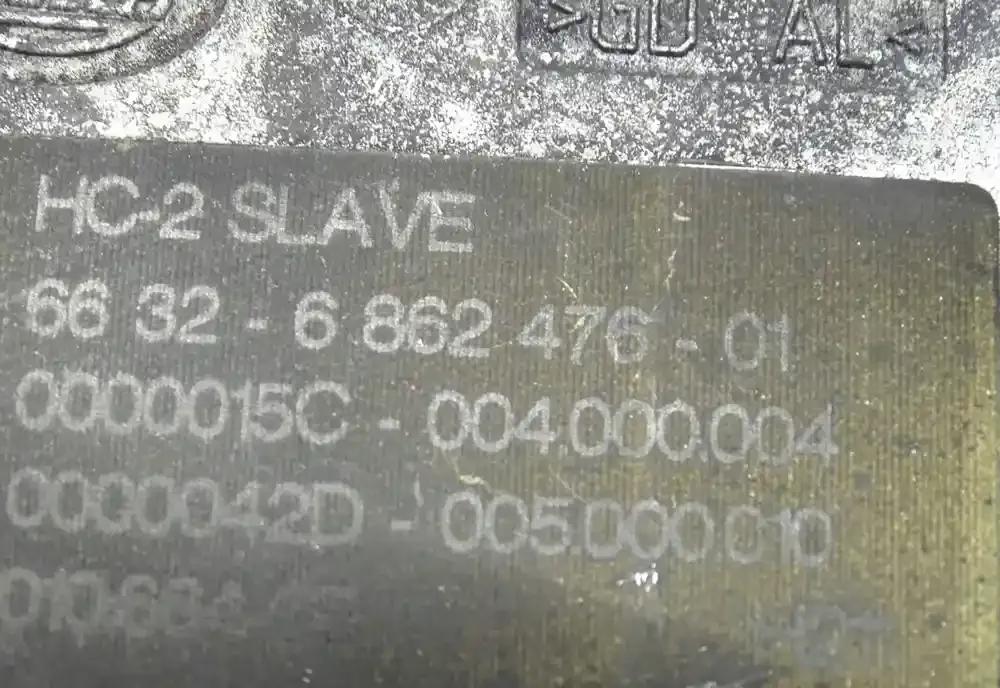 >GD AL<
HC-2 SLAVE
66 32 - 6 862 476 - 01
0000015C - 004.000.004
0000042D - 005.000.010